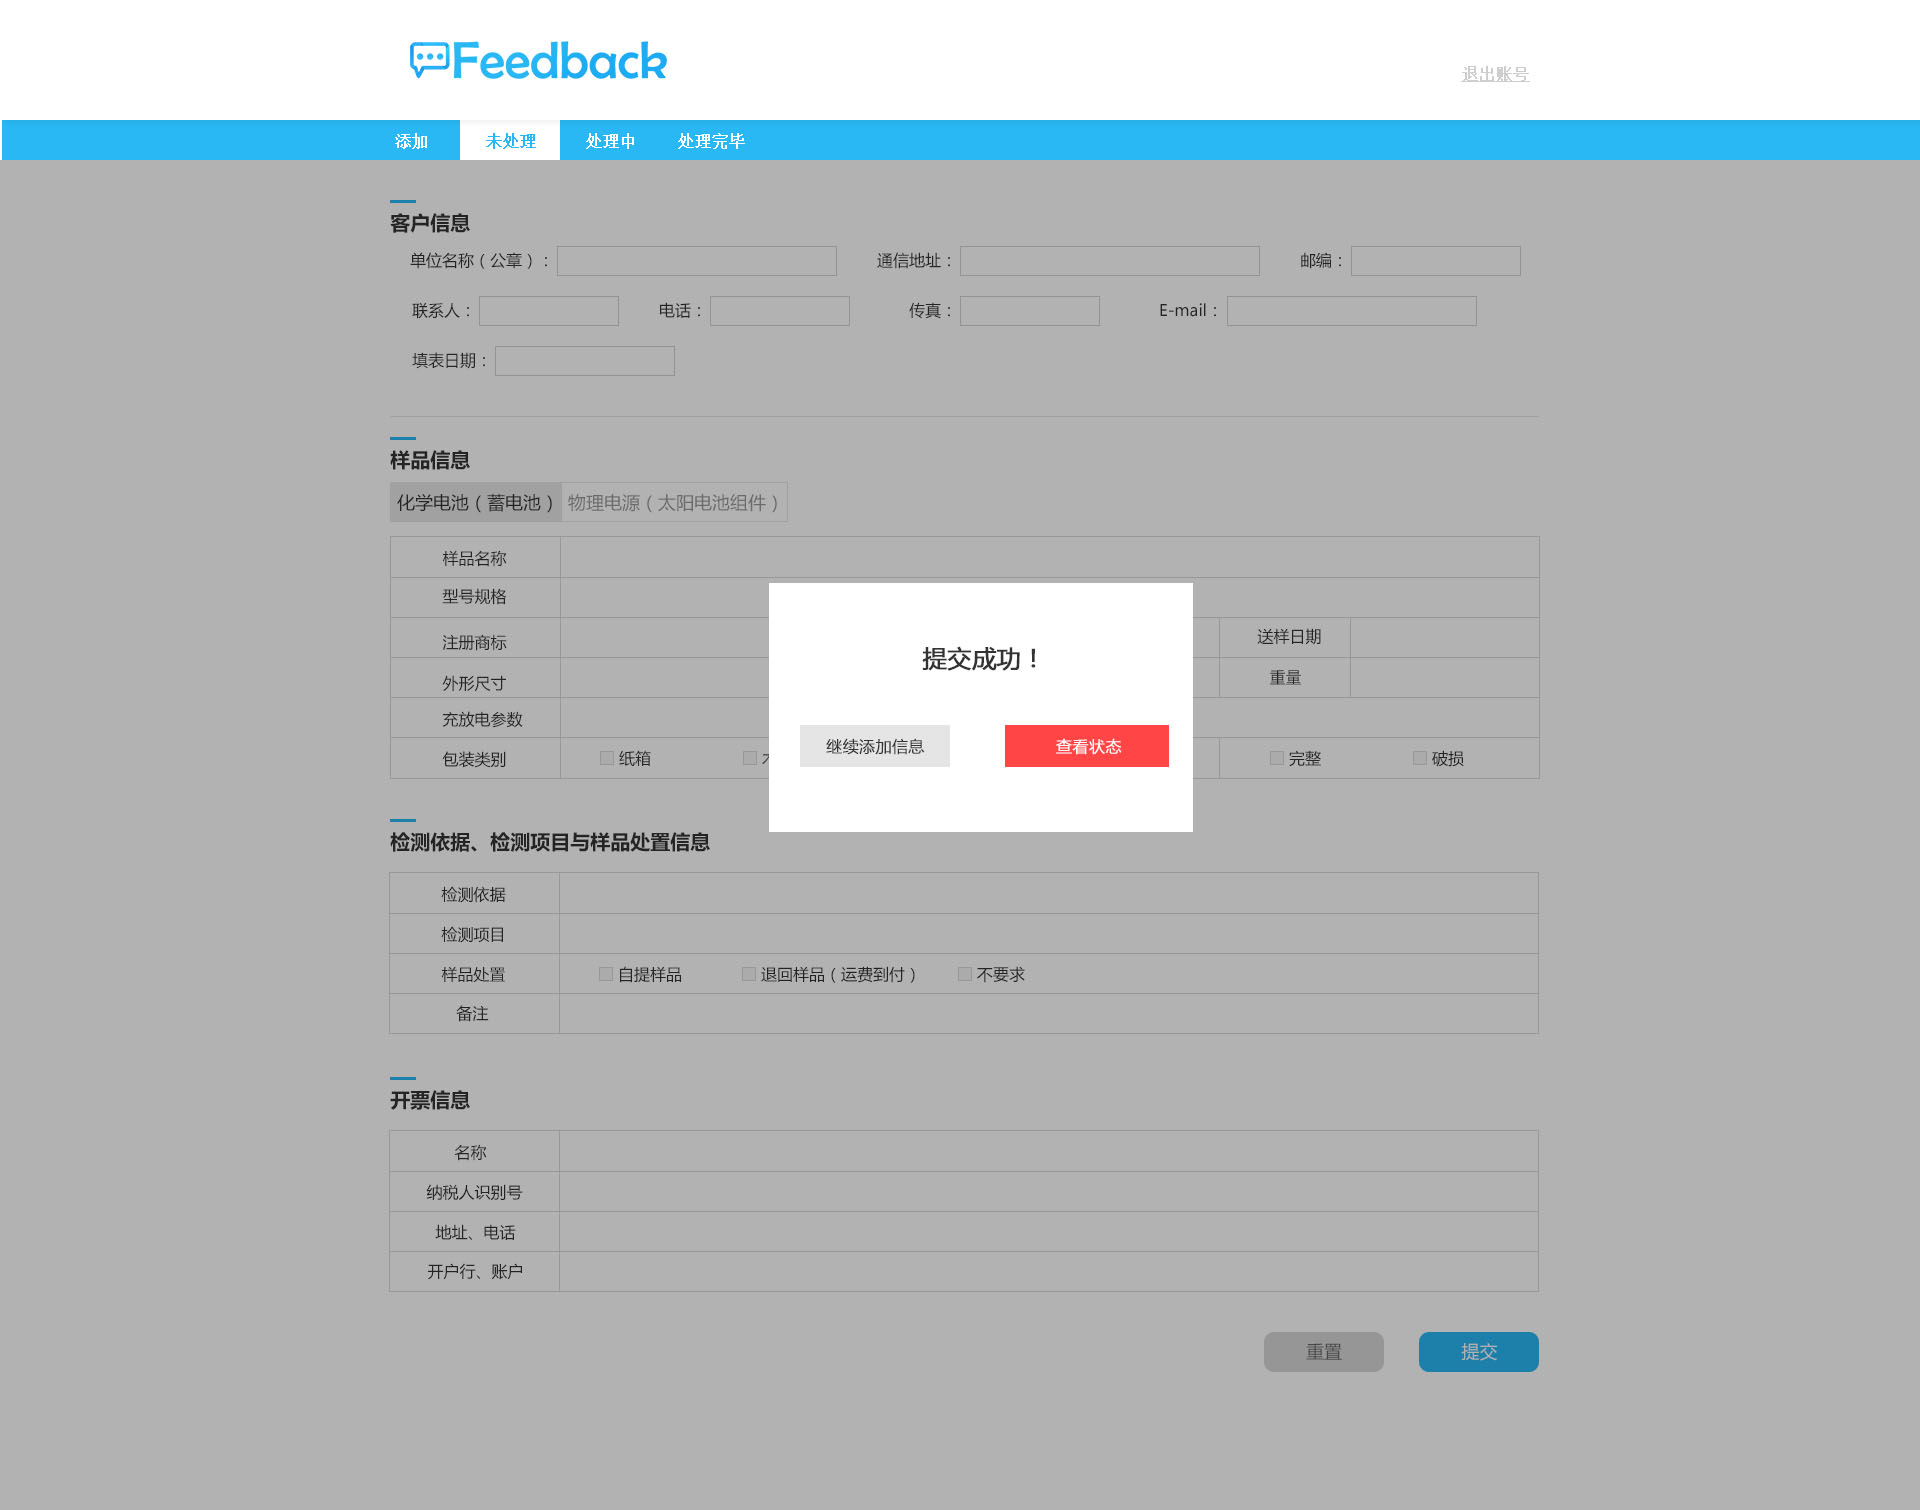 Feedback
退出账号
添加 未处理 处理中 处理完毕
客户信息
单位名称（公章）： 通信地址： 邮编：
联系人： 电话： 传真： E-mail：
填表日期：
样品信息
化学电池（蓄电池） 物理电源（太阳电池组件）
样品名称
型号规格
注册商标 送样日期
外形尺寸 重量
充放电参数
包装类别 纸箱 完整 破损
提交成功！
继续添加信息 查看状态
检测依据、检测项目与样品处置信息
检测依据
检测项目
样品处置 自提样品 退回样品（运费到付） 不要求
备注
开票信息
名称
纳税人识别号
地址、电话
开户行、账户
重置 提交